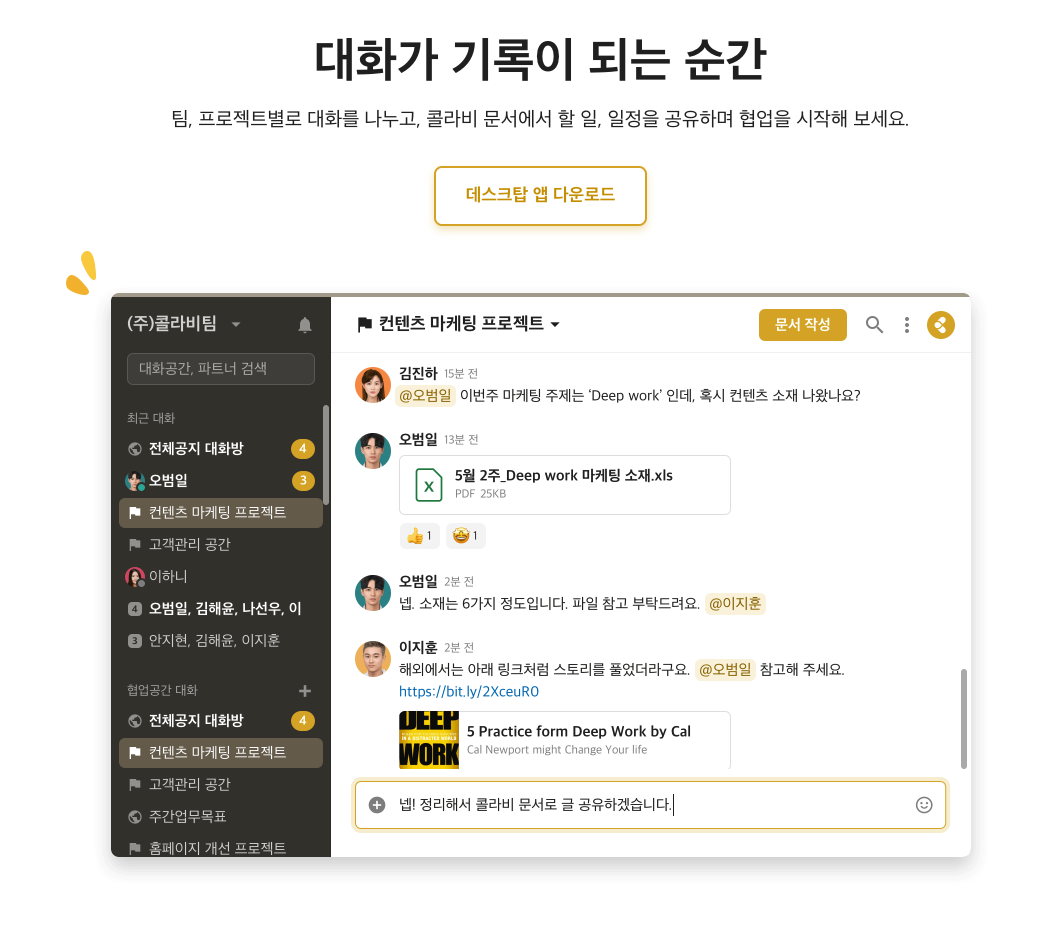 대화가 기록이 되는 순간
팀, 프로젝트별로 대화를 나누고, 콜라비 문서에서 할 일, 일정을 공유하며 협업을 시작해 보세요.
데스크탑 앱 다운로드
(주)콜라비팀
대화공간, 파트너 검색
최근 대화
전체공지 대화방 4
오범일 3
컨텐츠 마케팅 프로젝트
고객관리 공간
이하니
4 오범일, 김해윤, 나선우, 이
3 안지현, 김해윤, 이지훈
협업공간 대화
전체공지 대화방 4
컨텐츠 마케팅 프로젝트
고객관리 공간
주간업무목표
홈페이지 개선 프로젝트
컨텐츠 마케팅 프로젝트
문서 작성
김진하 15분 전
@오범일 이번주 마케팅 주제는 ‘Deep work’ 인데, 혹시 컨텐츠 소재 나왔나요?
오범일 13분 전
X
5월 2주_Deep work 마케팅 소재.xls
PDF 25KB
👍 1 🤩 1
오범일 2분 전
넵. 소재는 6가지 정도입니다. 파일 참고 부탁드려요. @이지훈
이지훈 2분 전
해외에서는 아래 링크처럼 스토리를 풀었더라구요. @오범일 참고해 주세요.
https://bit.ly/2XceuR0
DEEP
IN A DISTRACTED WORLD
WORK
5 Practice form Deep Work by Cal
Cal Newport might Change Your life
넵! 정리해서 콜라비 문서로 글 공유하겠습니다.